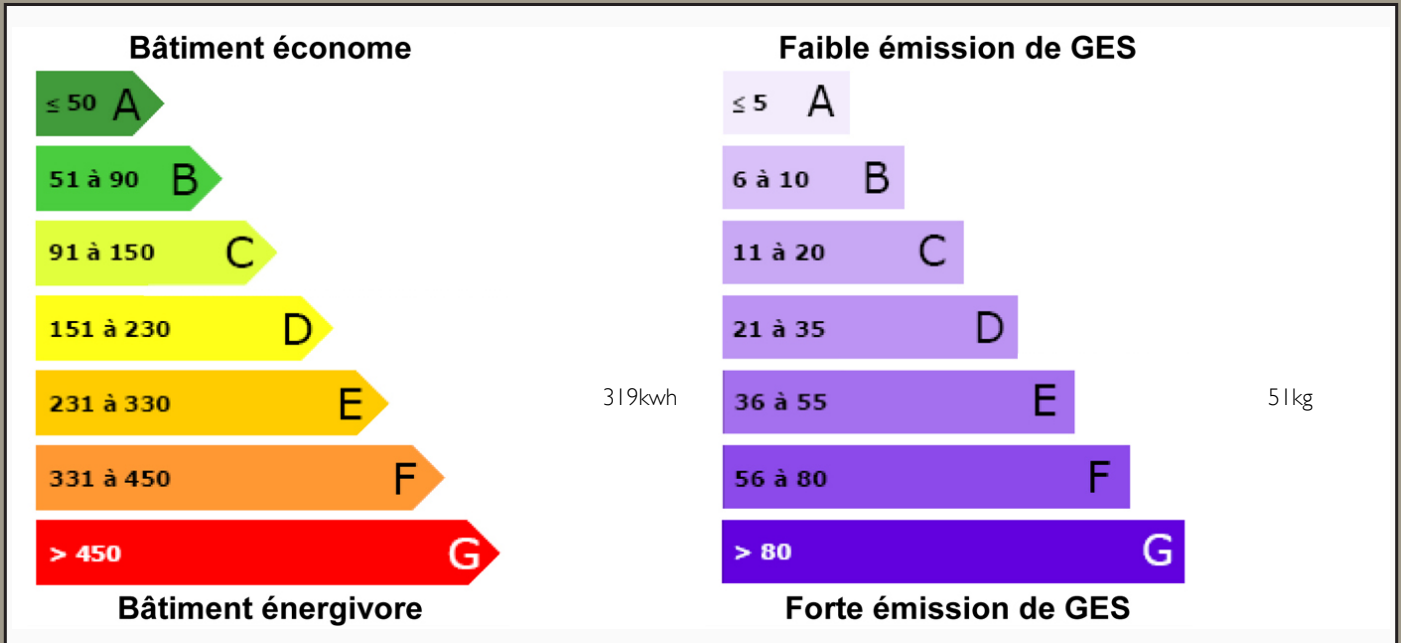 Bâtiment économe
≤ 50 A
51 à 90 B
91 à 150 C
151 à 230 D
231 à 330 E
319kwh
331 à 450 F
> 450 G
Bâtiment énergivore
Faible émission de GES
≤ 5 A
6 à 10 B
11 à 20 C
21 à 35 D
36 à 55 E
51kg
56 à 80 F
> 80 G
Forte émission de GES